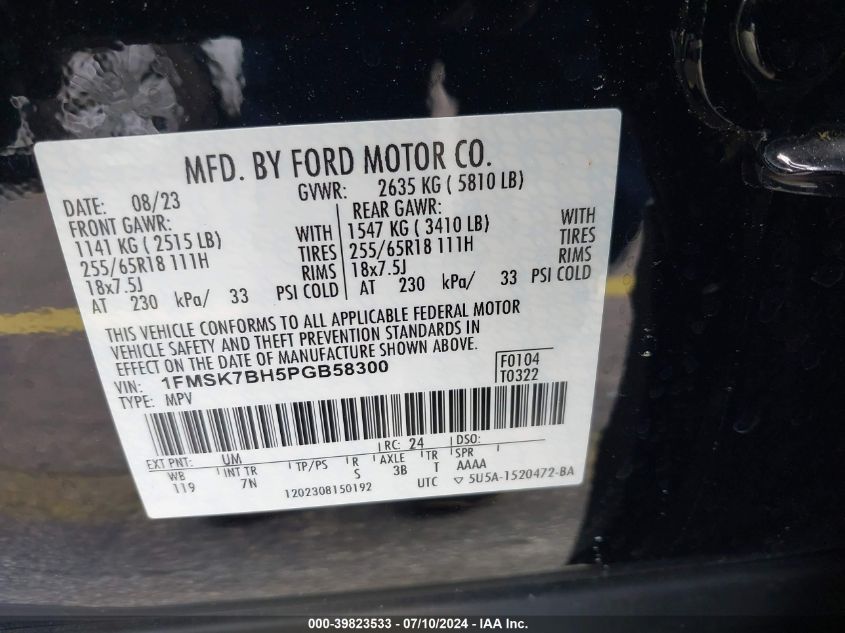 MFD. BY FORD MOTOR CO.
DATE: 08/23 GVWR: 2635 KG ( 5810 LB)
FRONT GAWR: REAR GAWR:
1141 KG ( 2515 LB) WITH 1547 KG ( 3410 LB) WITH
255/65R18 111H TIRES 255/65R18 111H TIRES
18x7.5J RIMS 18x7.5J RIMS
AT 230 kPa/ 33 PSI COLD AT 230 kPa/ 33 PSI COLD
THIS VEHICLE CONFORMS TO ALL APPLICABLE FEDERAL MOTOR
VEHICLE SAFETY AND THEFT PREVENTION STANDARDS IN
EFFECT ON THE DATE OF MANUFACTURE SHOWN ABOVE.
VIN: 1FMSK7BH5PGB58300 F0104
TYPE: MPV T0322
EXT PNT: UM RC: 24 DSO:
WB INT TR TP/PS R AXLE TR SPR
119 7N S 3B T AAAA
1202308150192 UTC ▽ 5U5A-1520472-BA
000-39823533 - 07/10/2024 - IAA Inc.